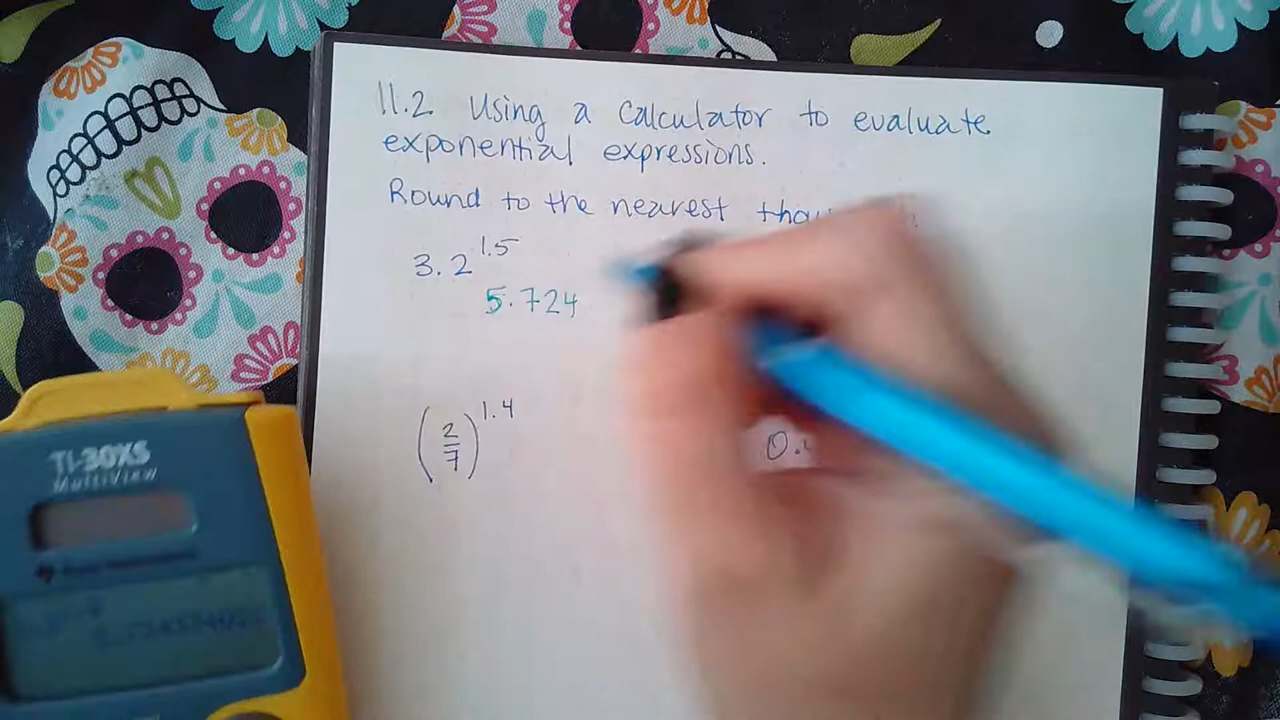 11.2 Using a Calculator to evaluate
exponential expressions.
Round to the nearest
3.2^1.5
5.724
(2/7)^1.4
0.
TI-30XS
MultiView